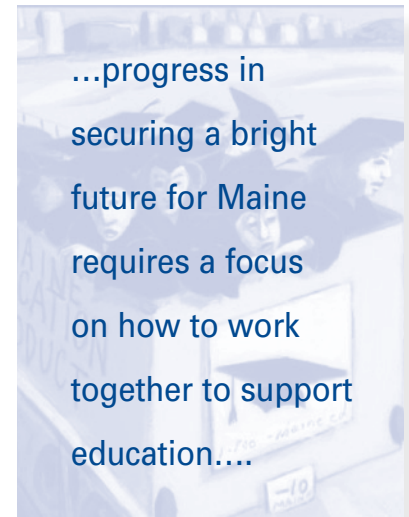 …progress in
securing a bright
future for Maine
requires a focus
on how to work
together to support
education….